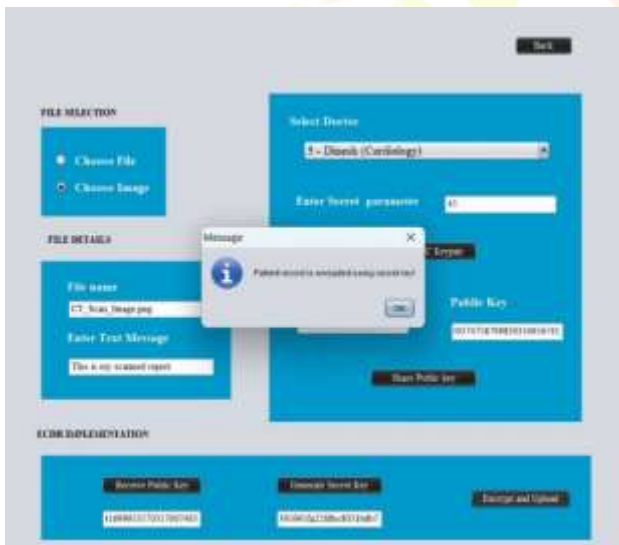 Back
FILE SELECTION
Choose File
Choose Image
Select Doctor
5 - Dinesh (Cardiology)
Enter Secret parameter
FILE DETAILS
File name
CT_Scan_Image.png
Enter Text Message
This is my scanned report
Message
Patient record is encrypted using secret key!
OK
Keypair
Public Key
Share Public key
IMPLEMENTATION
Receive Public Key
Generate Secret Key
Encrypt and Upload